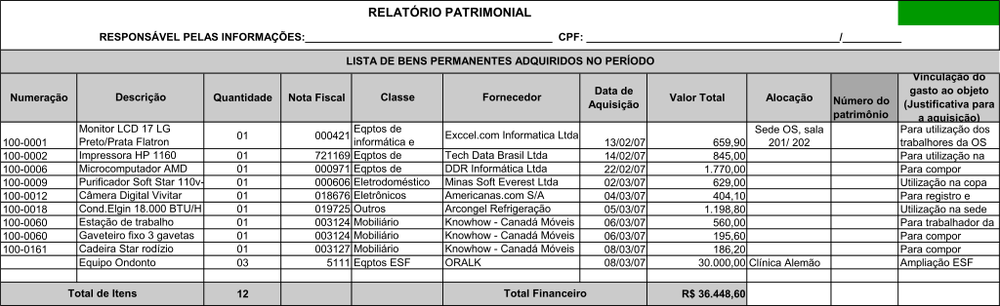 RELATÓRIO PATRIMONIAL
RESPONSÁVEL PELAS INFORMAÇÕES:_________________________________________ CPF: __________________________________________/__________
LISTA DE BENS PERMANENTES ADQUIRIDOS NO PERÍODO
Numeração Descrição Quantidade Nota Fiscal Classe Fornecedor Data de Aquisição Valor Total Alocação Número do patrimônio Vinculação do gasto ao objeto (Justificativa para a aquisição)
100-0001 Monitor LCD 17 LG Preto/Prata Flatron 01 000421 Eqptos de informática e Exccel.com Informatica Ltda 13/02/07 659,90 Sede OS, sala 201/ 202 Para utilização dos trabalhores da OS
100-0002 Impressora HP 1160 01 721169 Eqptos de Tech Data Brasil Ltda 14/02/07 845,00 Para utilização na
100-0006 Microcomputador AMD 01 000971 Eqptos de DDR Informática Ltda 22/02/07 1.770,00 Para compor
100-0009 Purificador Soft Star 110v- 01 000606 Eletrodoméstico Minas Soft Everest Ltda 02/03/07 629,00 Utilização na copa
100-0012 Câmera Digital Vivitar 01 018676 Eletrônicos Americanas.com S/A 04/03/07 404,10 Para registro e
100-0018 Cond.Elgin 18.000 BTU/H 01 019725 Outros Arcongel Refrigeração 05/03/07 1.198,80 Utilização na sede
100-0060 Estação de trabalho 01 003124 Mobiliário Knowhow - Canadá Móveis 06/03/07 560,00 Para trabalhador da
100-0060 Gaveteiro fixo 3 gavetas 01 003124 Mobiliário Knowhow - Canadá Móveis 06/03/07 195,60 Para compor
100-0161 Cadeira Star rodízio 01 003127 Mobiliário Knowhow - Canadá Móveis 08/03/07 186,20 Para compor
Equipo Ondonto 03 5111 Eqptos ESF ORALK 08/03/07 30.000,00 Clínica Alemão Ampliação ESF
Total de Itens 12 Total Financeiro R$ 36.448,60